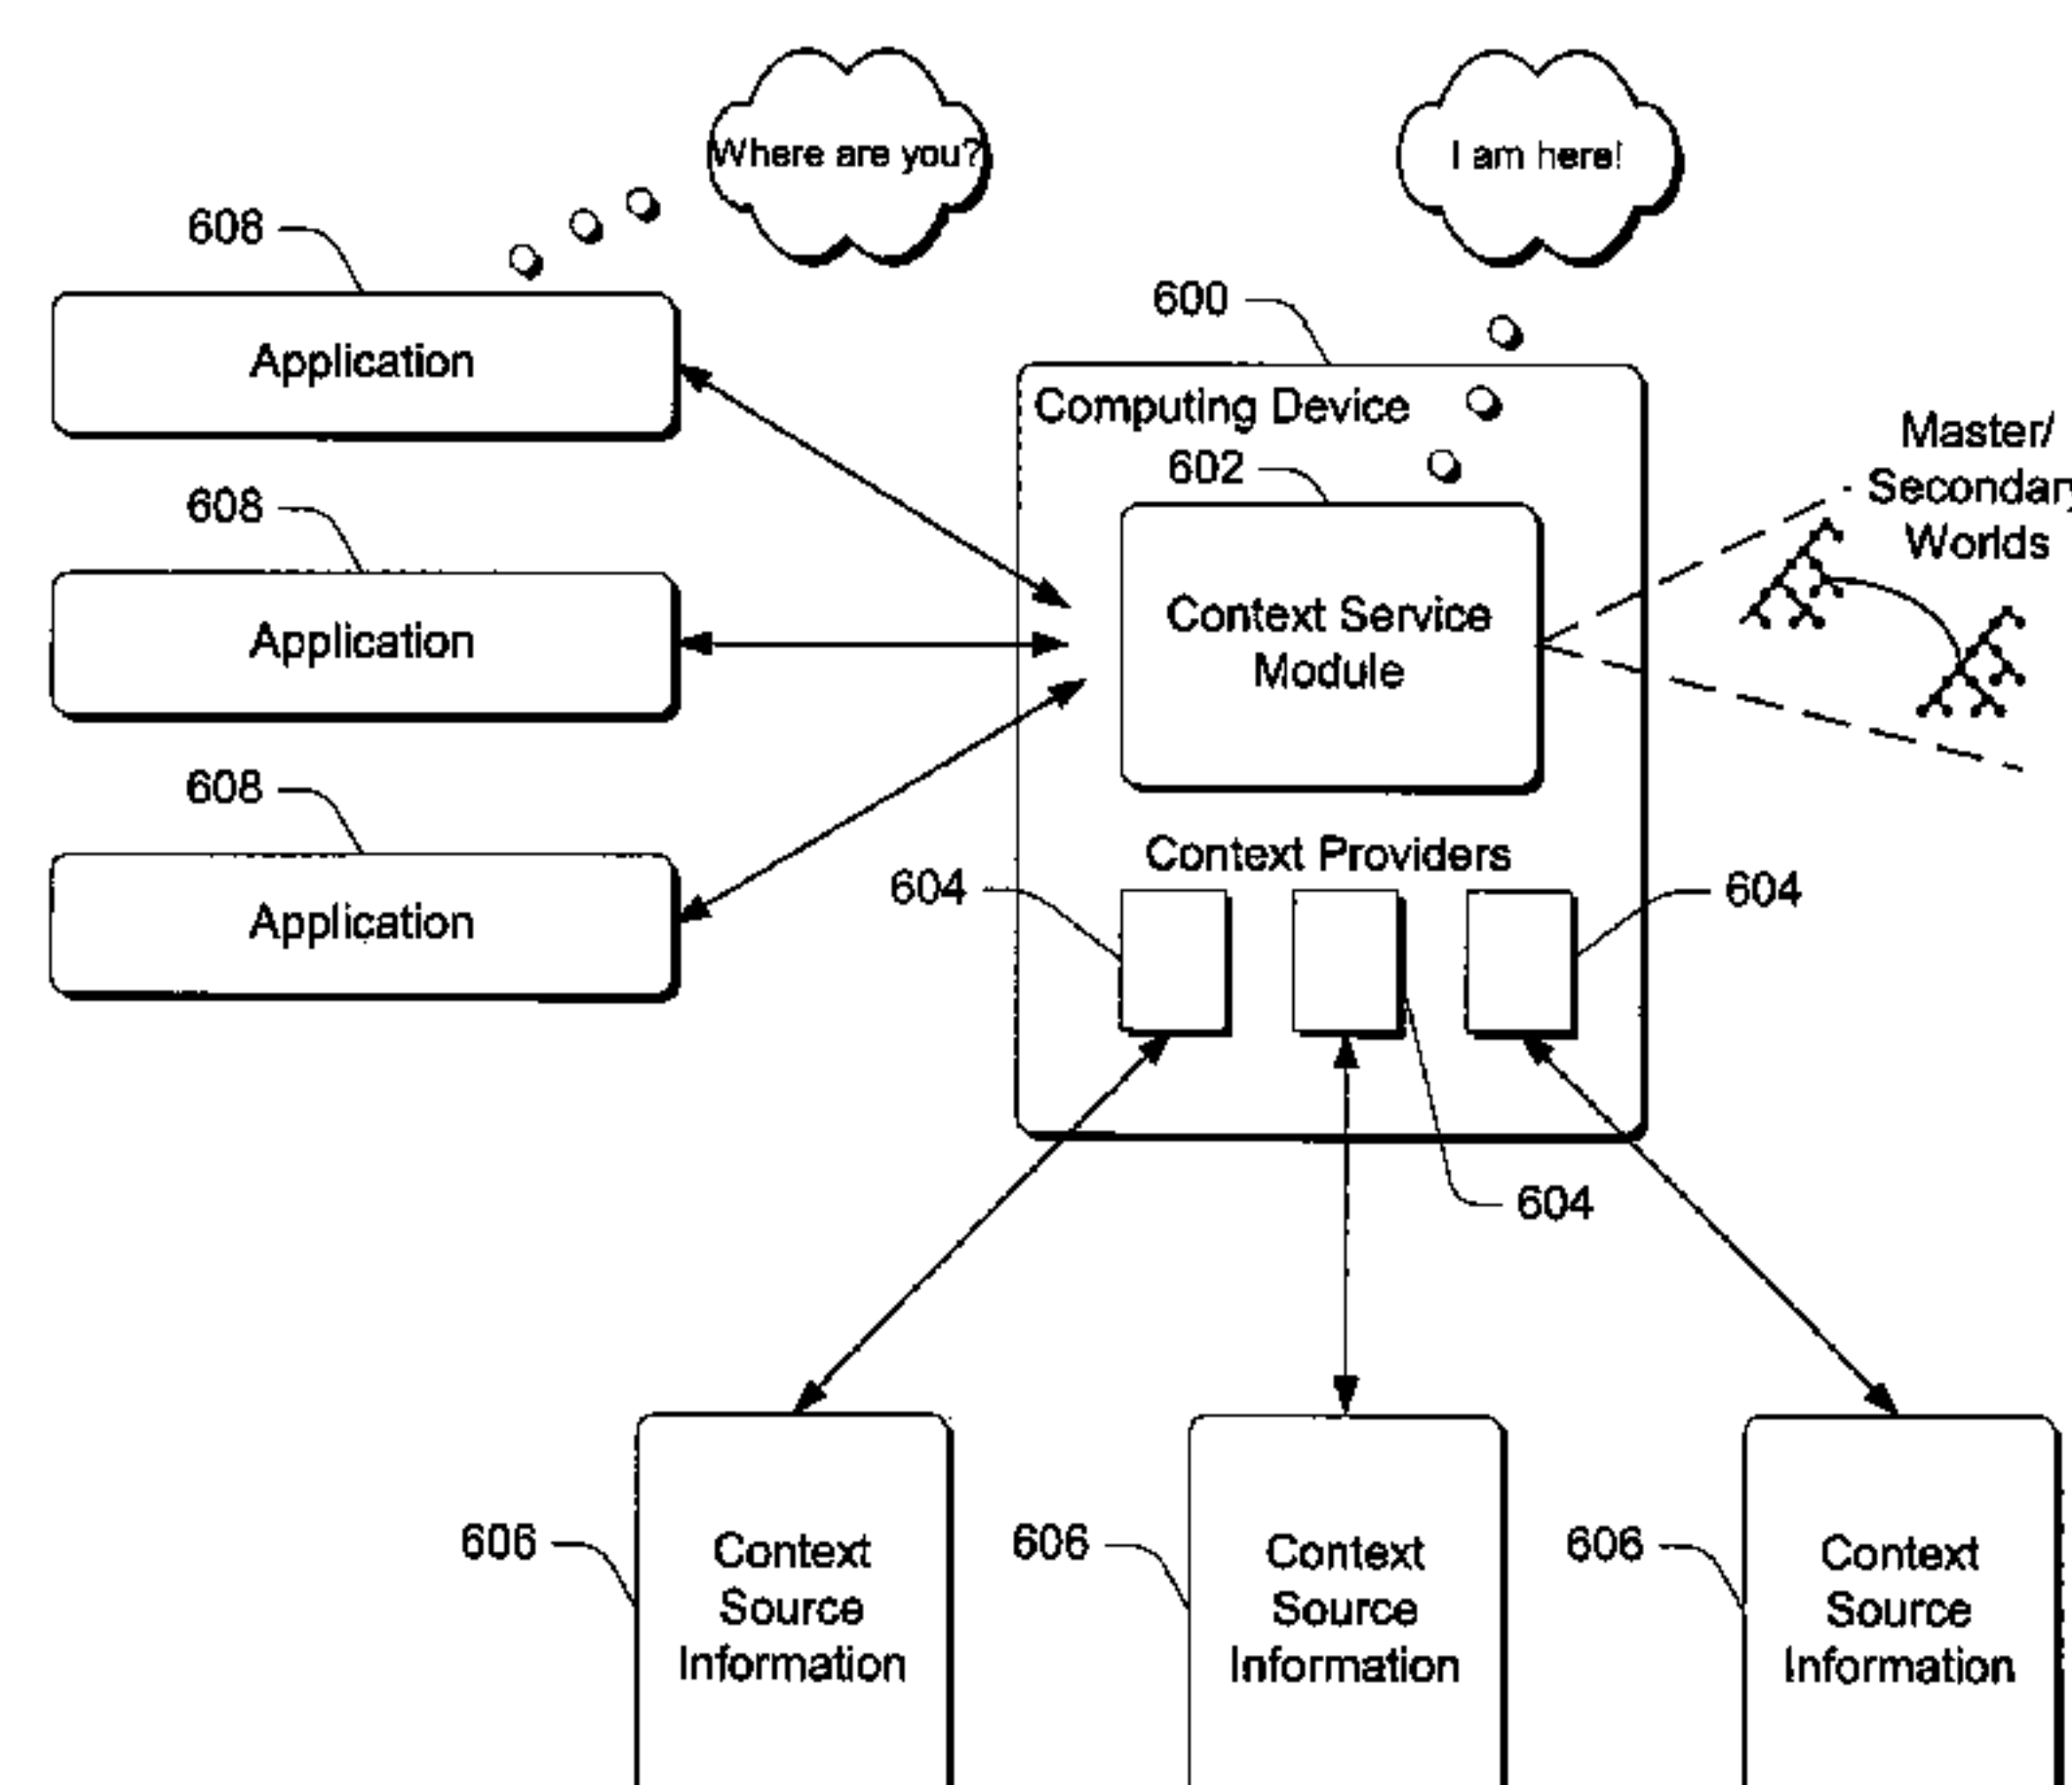 Where are you?
I am here!
608
600
Application
Computing Device
602
Master/
Secondary
Worlds
608
Application
Context Service
Module
608
Application
Context Providers
604
604
604
606
Context
Source
Information
606
Context
Source
Information
606
Context
Source
Information